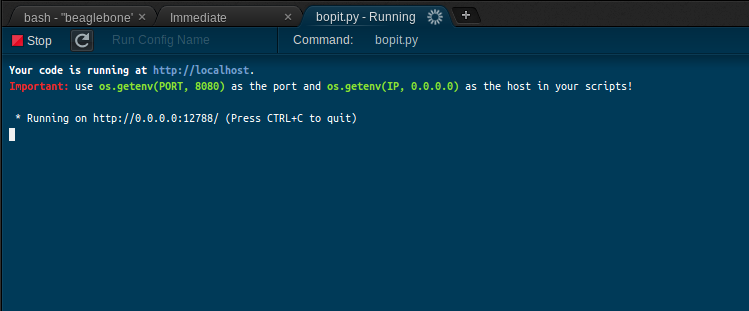 bash - "beaglebone'
Immediate
bopit.py - Running
Stop
Run Config Name
Command:
bopit.py
Your code is running at http://localhost.
Important: use os.getenv(PORT, 8080) as the port and os.getenv(IP, 0.0.0.0) as the host in your scripts!
* Running on http://0.0.0.0:12788/ (Press CTRL+C to quit)